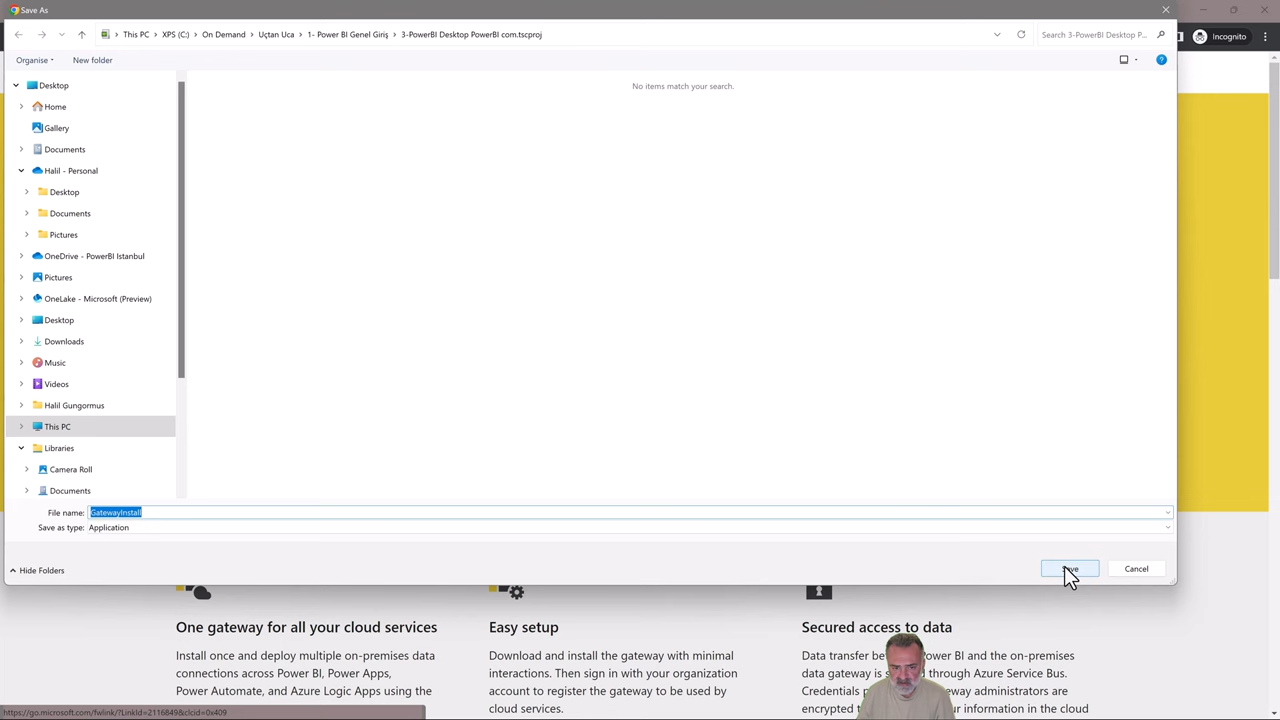 Save As
Incognito
This PC
XPS (C:)
On Demand
Uçtan Uca
1- Power BI Genel Giriş
3-PowerBI Desktop PowerBI com.tscproj
Search 3-PowerBI Desktop P...
Organise
New folder
No items match your search.
Desktop
Home
Gallery
Documents
Halil - Personal
Desktop
Documents
Pictures
OneDrive - PowerBI Istanbul
Pictures
OneLake - Microsoft (Preview)
Desktop
Downloads
Music
Videos
Halil Gungormus
This PC
Libraries
Camera Roll
Documents
File name: GatewayInstall
Save as type: Application
Hide Folders
Cancel
One gateway for all your cloud services
Install once and deploy multiple on-premises data
connections across Power BI, Power Apps,
Power Automate, and Azure Logic Apps using the
Easy setup
Download and install the gateway with minimal
interactions. Then sign in with your organization
account to register the gateway to be used by
cloud services.
Secured access to data
Data transfer between Power BI and the on-premises
data gateway is secured through Azure Service Bus.
Credentials gateway administrators are
encrypted your information in the cloud
https://go.microsoft.com/fwlink/?LinkId=2116849&clcid=0x409